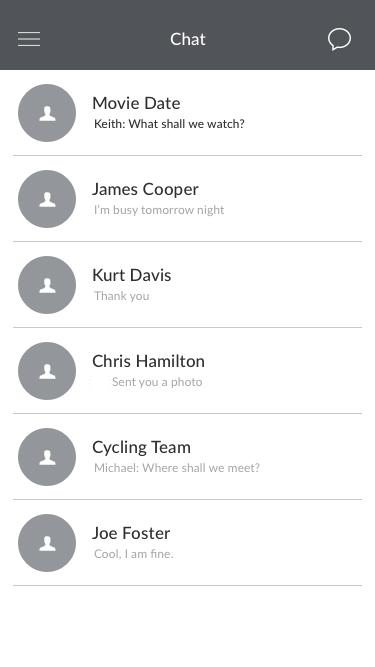 Chat
Movie Date
Keith: What shall we watch?
James Cooper
I'm busy tomorrow night
Kurt Davis
Thank you
Chris Hamilton
Sent you a photo
Cycling Team
Michael: Where shall we meet?
Joe Foster
Cool, I am fine.